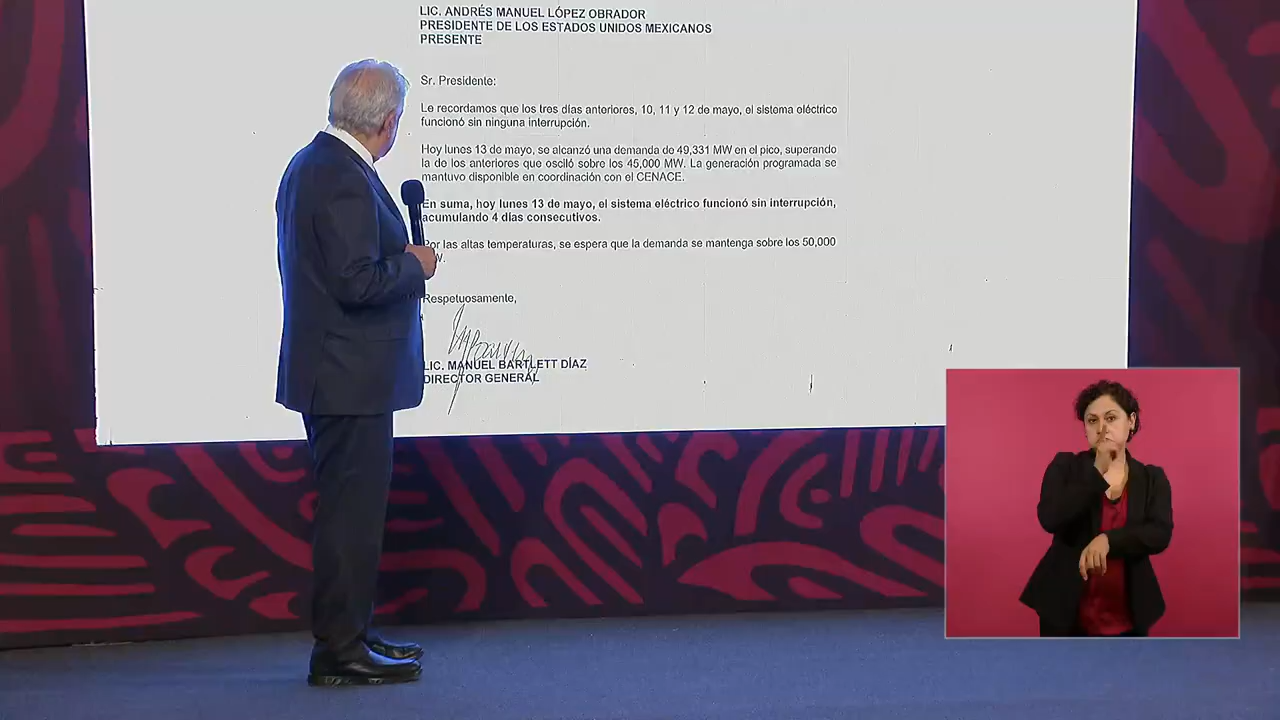 LIC. ANDRÉS MANUEL LÓPEZ OBRADOR
PRESIDENTE DE LOS ESTADOS UNIDOS MEXICANOS
PRESENTE
Sr. Presidente:
Le recordamos que los tres días anteriores, 10, 11 y 12 de mayo, el sistema eléctrico
funcionó sin ninguna interrupción.
Hoy lunes 13 de mayo, se alcanzó una demanda de 49,331 MW en el pico, superando
la de los anteriores que osciló sobre los 45,000 MW. La generación programada se
mantuvo disponible en coordinación con el CENACE.
En suma, hoy lunes 13 de mayo, el sistema eléctrico funcionó sin interrupción,
acumulando 4 días consecutivos.
Por las altas temperaturas, se espera que la demanda se mantenga sobre los 50,000
W.
Respetuosamente,
LIC. MANUEL BARTLETT DÍAZ
DIRECTOR GENERAL